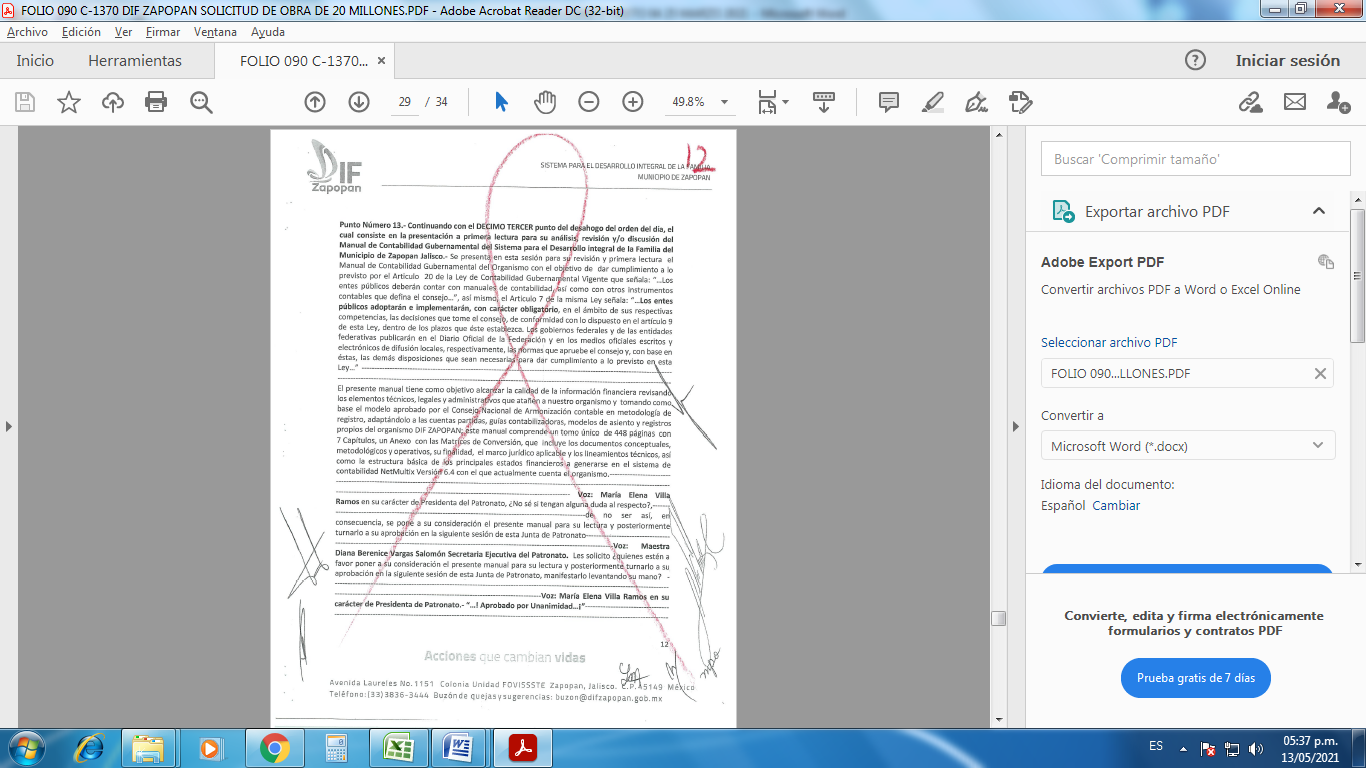 FOLIO 090 C-1370 DIF ZAPOPAN SOLICITUD DE OBRA DE 20 MILLONES.PDF - Adobe Acrobat Reader DC (32-bit)
Archivo Edición Ver Firmar Ventana Ayuda
Inicio Herramientas FOLIO 090 C-1370... × Iniciar sesión
29 / 34 49.8%
DIF
Zapopan
12
SISTEMA PARA EL DESARROLLO INTEGRAL DE LA FAMILIA
MUNICIPIO DE ZAPOPAN
Punto Número 13.- Continuando con el DECIMO TERCER punto del desahogo del orden del día, el
cual consiste en la presentación a primera lectura para su análisis, revisión y/o discusión del
Manual de Contabilidad Gubernamental del Sistema para el Desarrollo integral de la Familia del
Municipio de Zapopan Jalisco.- Se presenta en esta sesión para su revisión y primera lectura el
Manual de Contabilidad Gubernamental del Organismo con el objetivo de dar cumplimiento a lo
previsto por el Artículo 20 de la Ley de Contabilidad Gubernamental Vigente que señala: "...Los
entes públicos deberán contar con manuales de contabilidad, así como con otros instrumentos
contables que defina el consejo...", así mismo, el Artículo 7 de la misma Ley señala: "...Los entes
públicos adoptarán e implementarán, con carácter obligatorio, en el ámbito de sus respectivas
competencias, las decisiones que tome el consejo, de conformidad con lo dispuesto en el artículo 9
de esta Ley, dentro de los plazos que éste establezca. Los gobiernos federales y de las entidades
federativas publicarán en el Diario Oficial de la Federación y en los medios oficiales escritos y
electrónicos de difusión locales, respectivamente, las normas que apruebe el consejo y, con base en
éstas, las demás disposiciones que sean necesarias para dar cumplimiento a lo previsto en esta
Ley..."
El presente manual tiene como objetivo alcanzar la calidad de la información financiera revisando
los elementos técnicos, legales y administrativos que atañen a nuestro organismo y tomando como
base el modelo aprobado por el Consejo Nacional de Armonización contable en metodología de
registro, adaptándolo a las cuentas partidas, guías contabilizadoras, modelos de asiento y registros
propios del organismo DIF ZAPOPAN; este manual comprende un tomo único de 448 páginas con
7 Capítulos, un Anexo con las Matrices de Conversión, que incluye los documentos conceptuales,
metodológicos y operativos, su finalidad, el marco jurídico aplicable y los lineamientos técnicos, así
como la estructura básica de los principales estados financieros a generarse en el sistema de
contabilidad NetMultix Versión 6.4 con el que actualmente cuenta el organismo.
Voz: María Elena Villa
Ramos en su carácter de Presidenta del Patronato, ¿No sé si tengan alguna duda al respecto?,
de no ser así, en
consecuencia, se pone a su consideración el presente manual para su lectura y posteriormente
turnarlo a su aprobación en la siguiente sesión de esta Junta de Patronato
Voz: Maestra
Diana Berenice Vargas Salomón Secretaria Ejecutiva del Patronato. Les solicito ¿quienes estén a
favor poner a su consideración el presente manual para su lectura y posteriormente turnarlo a su
aprobación en la siguiente sesión de esta Junta de Patronato, manifestarlo levantando su mano? -
Voz: María Elena Villa Ramos en su
carácter de Presidenta de Patronato.- "...! Aprobado por Unanimidad...¡"
12
Acciones que cambian vidas
Avenida Laureles No. 1151 Colonia Unidad FOVISSSTE Zapopan, Jalisco. C.P. 45149 México
Teléfono: (33)3836-3444 Buzón de quejas y sugerencias: buzon@difzapopan.gob.mx
Buscar 'Comprimir tamaño'
Exportar archivo PDF
Adobe Export PDF
Convertir archivos PDF a Word o Excel Online
Seleccionar archivo PDF
FOLIO 090...LLONES.PDF
Convertir a
Microsoft Word (*.docx)
Idioma del documento:
Español Cambiar
Convierte, edita y firma electrónicamente
formularios y contratos PDF
Prueba gratis de 7 días
ES 05:37 p.m.
13/05/2021